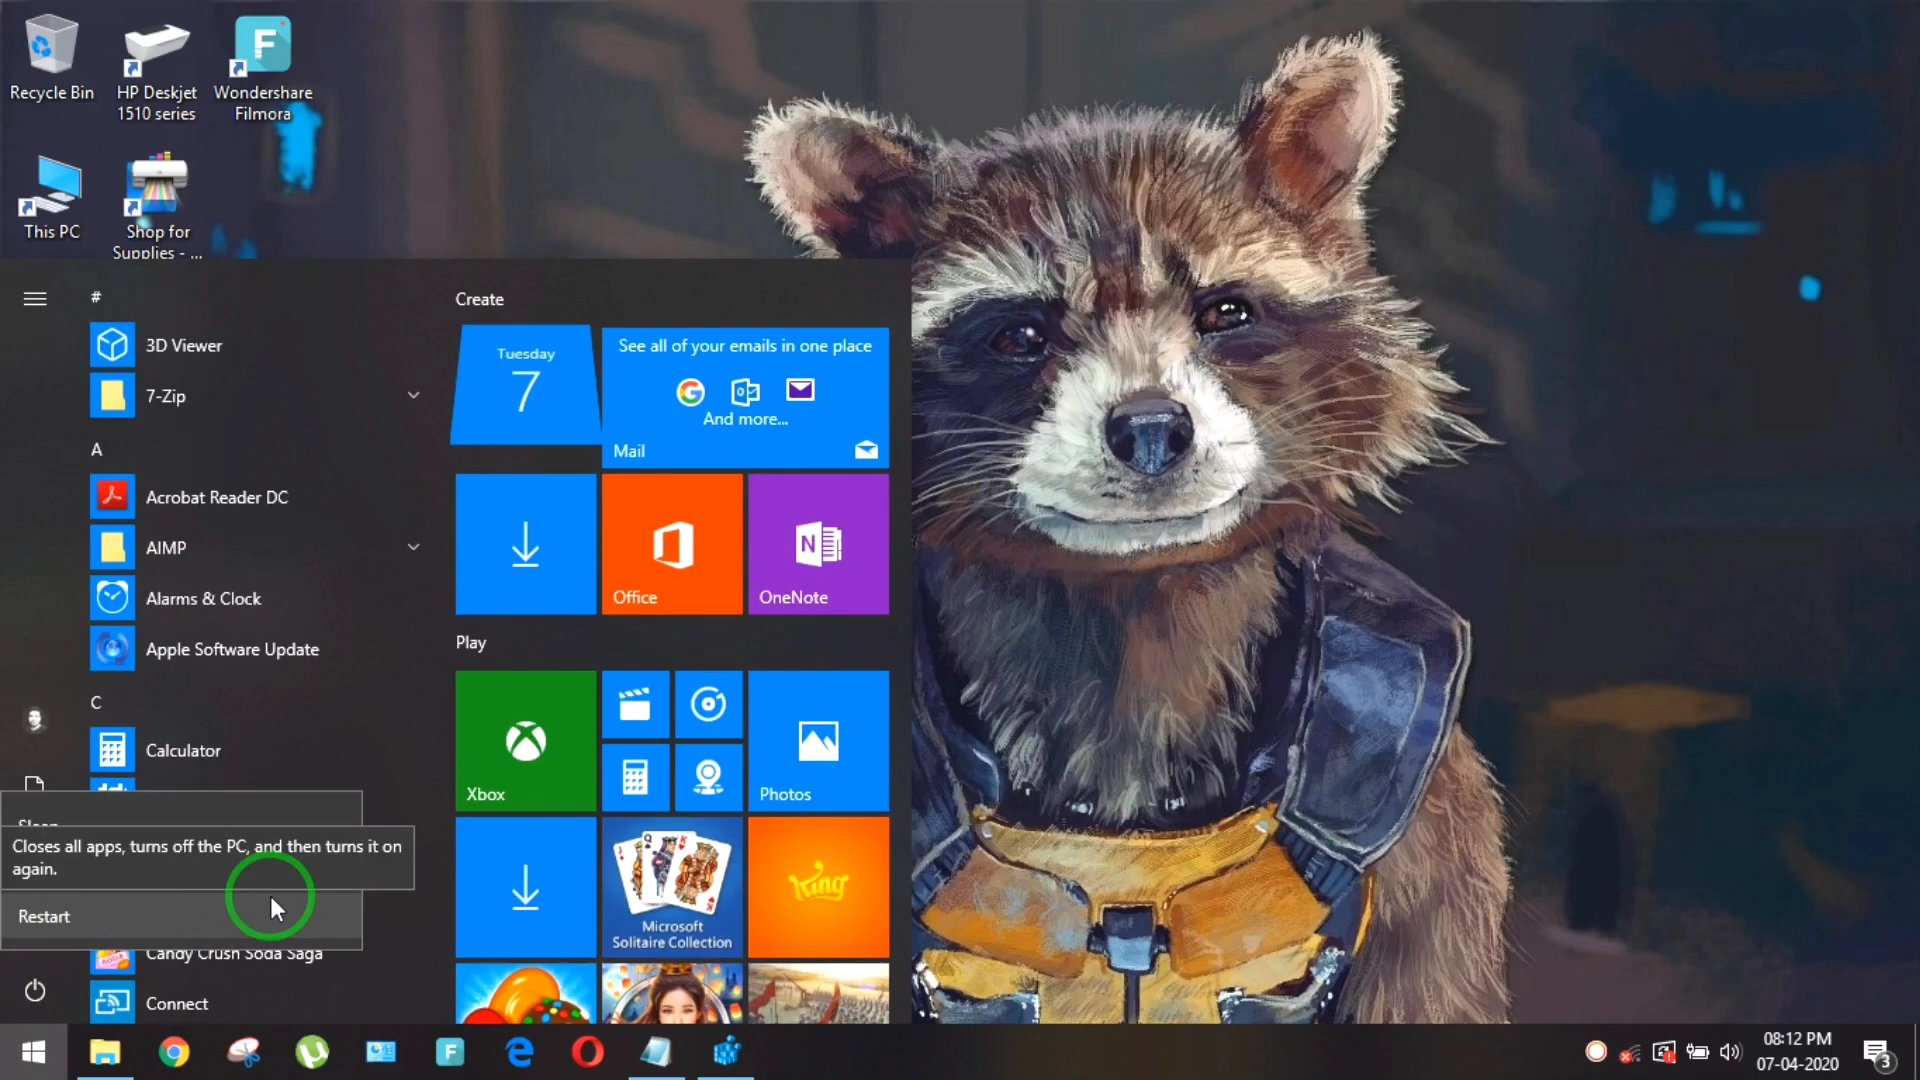 Recycle Bin
HP Deskjet
1510 series
Wondershare
Filmora
This PC
Shop for
Supplies - ...
#
3D Viewer
7-Zip
A
Acrobat Reader DC
AIMP
Alarms & Clock
Apple Software Update
C
Calculator
Closes all apps, turns off the PC, and then turns it on
again.
Restart
Candy Crush Soda Saga
Connect
Create
Tuesday
7
See all of your emails in one place
And more...
Mail
Office
N
OneNote
Play
Xbox
Photos
Microsoft
Solitaire Collection
King
F
F
08:12 PM
07-04-2020
3